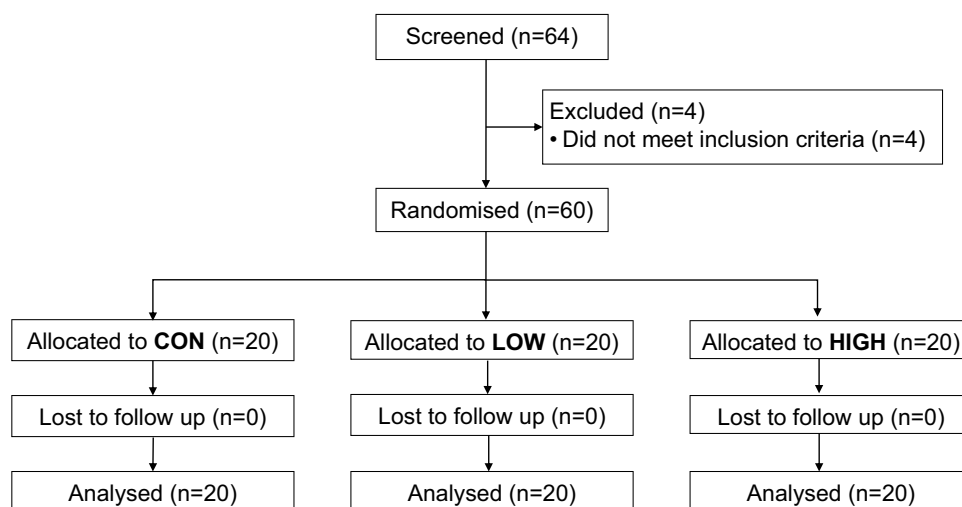 Screened (n=64)
Excluded (n=4)
• Did not meet inclusion criteria (n=4)
Randomised (n=60)
Allocated to CON (n=20)
Allocated to LOW (n=20)
Allocated to HIGH (n=20)
Lost to follow up (n=0)
Lost to follow up (n=0)
Lost to follow up (n=0)
Analysed (n=20)
Analysed (n=20)
Analysed (n=20)